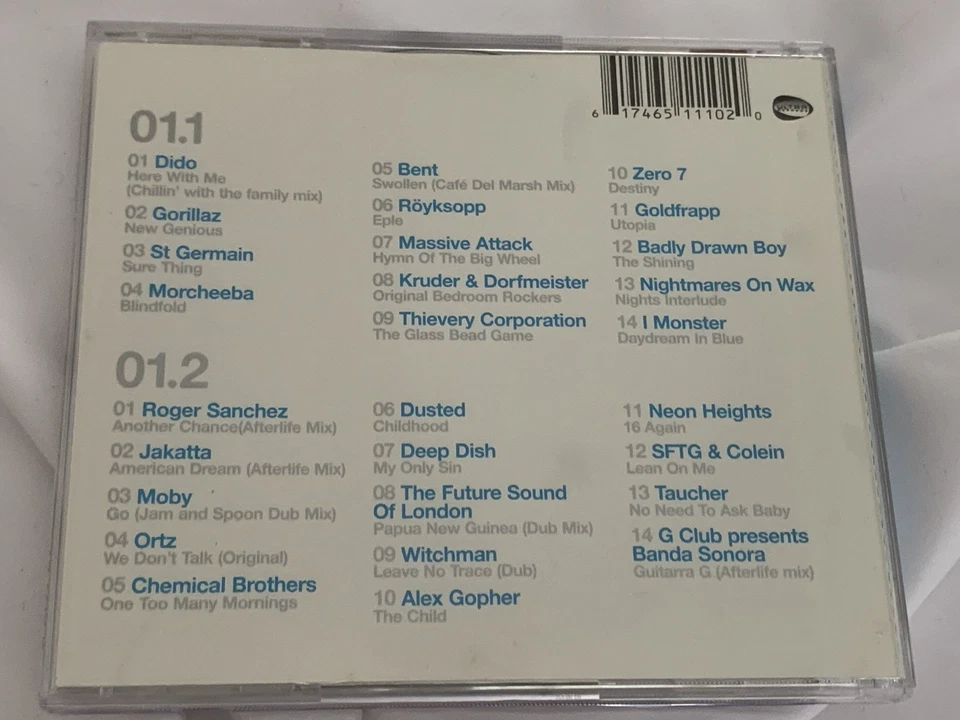 6 17465 11102 0
ULTRA
01.1
01 Dido
Here With Me
(Chillin' with the family mix)
02 Gorillaz
New Genious
03 St Germain
Sure Thing
04 Morcheeba
Blindfold
05 Bent
Swollen (Café Del Marsh Mix)
06 Röyksopp
Eple
07 Massive Attack
Hymn Of The Big Wheel
08 Kruder & Dorfmeister
Original Bedroom Rockers
09 Thievery Corporation
The Glass Bead Game
10 Zero 7
Destiny
11 Goldfrapp
Utopia
12 Badly Drawn Boy
The Shining
13 Nightmares On Wax
Nights Interlude
14 I Monster
Daydream In Blue
01.2
01 Roger Sanchez
Another Chance(Afterlife Mix)
02 Jakatta
American Dream (Afterlife Mix)
03 Moby
Go (Jam and Spoon Dub Mix)
04 Ortz
We Don't Talk (Original)
05 Chemical Brothers
One Too Many Mornings
06 Dusted
Childhood
07 Deep Dish
My Only Sin
08 The Future Sound
Of London
Papua New Guinea (Dub Mix)
09 Witchman
Leave No Trace (Dub)
10 Alex Gopher
The Child
11 Neon Heights
16 Again
12 SFTG & Colein
Lean On Me
13 Taucher
No Need To Ask Baby
14 G Club presents
Banda Sonora
Guitarra G (Afterlife mix)